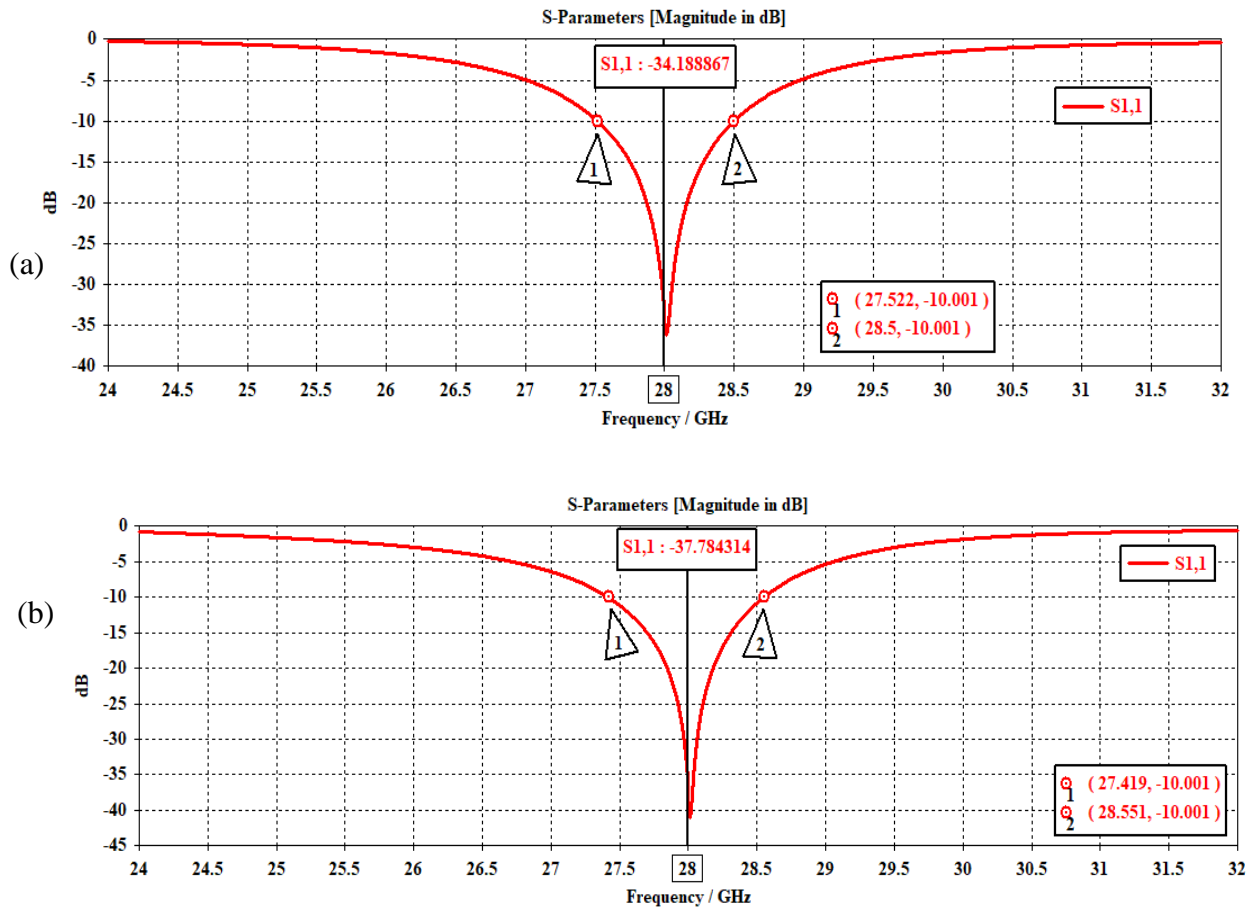 S-Parameters [Magnitude in dB]
S1,1 : -34.188867
S1,1
0
-5
-10
-15
-20
-25
-30
-35
-40
dB
(a)
1
2
1 ( 27.522, -10.001 )
2 ( 28.5, -10.001 )
24 24.5 25 25.5 26 26.5 27 27.5 28 28.5 29 29.5 30 30.5 31 31.5 32
Frequency / GHz
S-Parameters [Magnitude in dB]
S1,1 : -37.784314
S1,1
0
-5
-10
-15
-20
-25
-30
-35
-40
-45
dB
(b)
1
2
1 ( 27.419, -10.001 )
2 ( 28.551, -10.001 )
24 24.5 25 25.5 26 26.5 27 27.5 28 28.5 29 29.5 30 30.5 31 31.5 32
Frequency / GHz